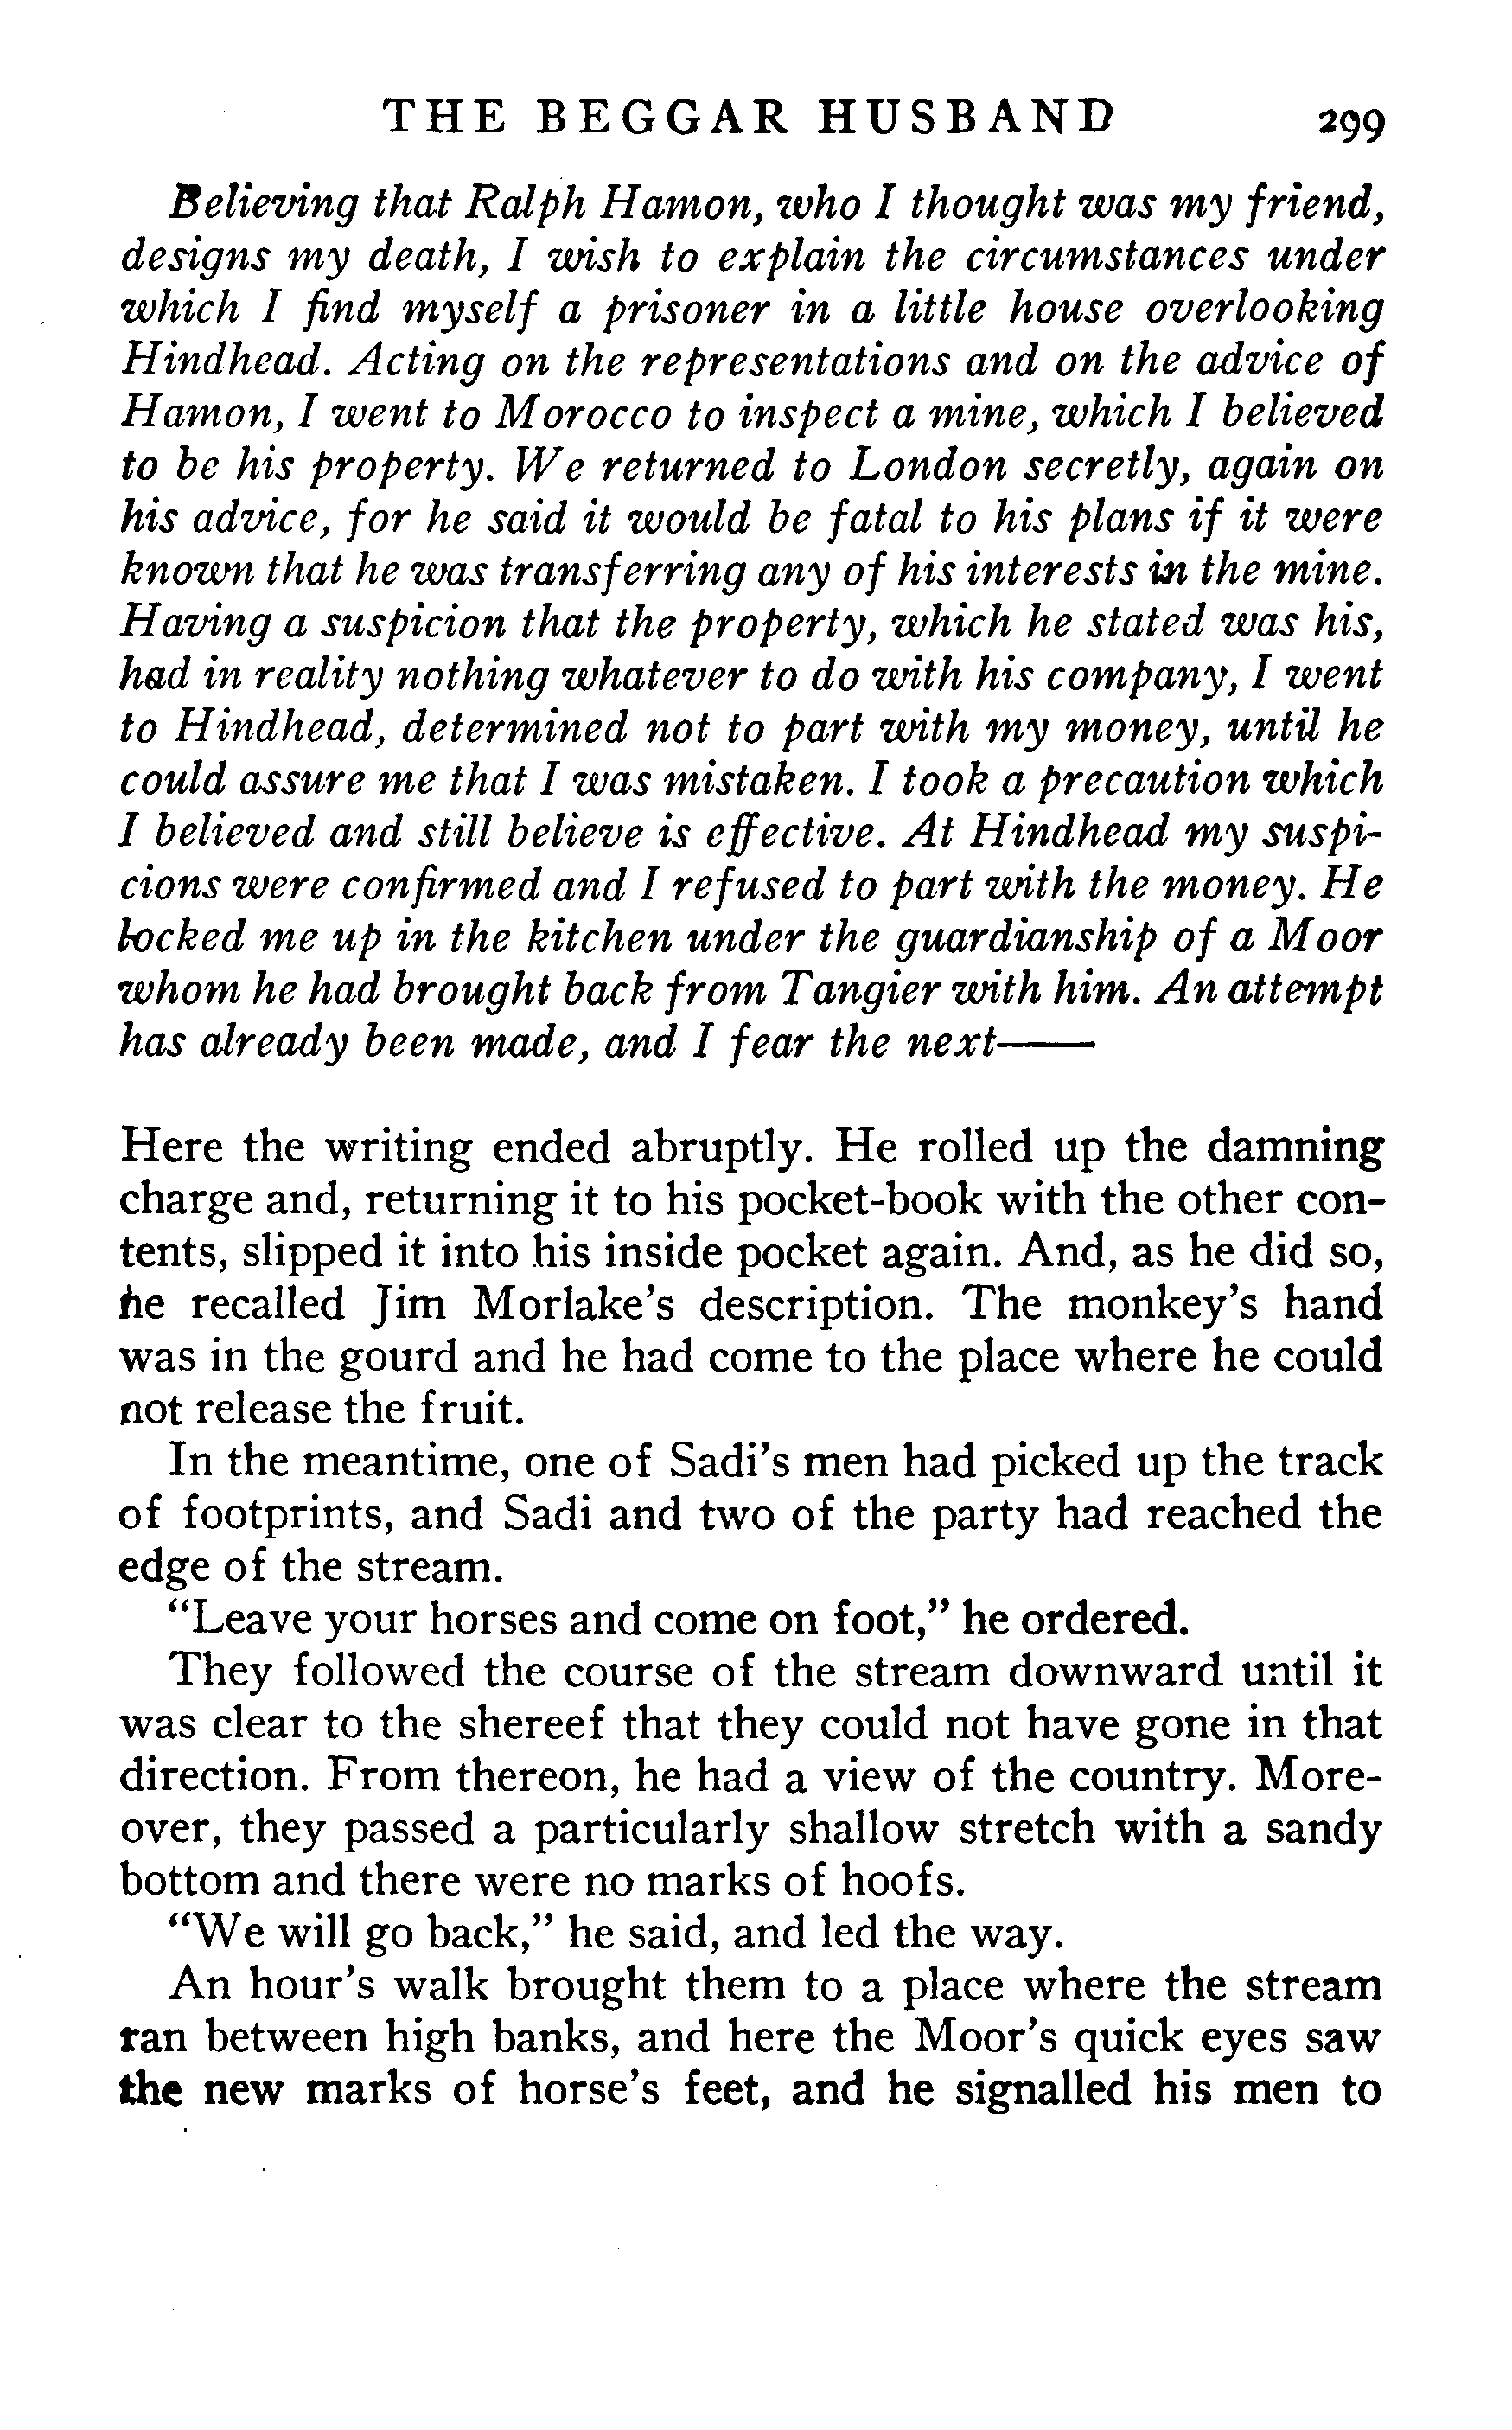 THE BEGGAR HUSBAND 299
Believing that Ralph Hamon, who I thought was my friend,
designs my death, I wish to explain the circumstances under
which I find myself a prisoner in a little house overlooking
Hindhead. Acting on the representations and on the advice of
Hamon, I went to Morocco to inspect a mine, which I believed
to be his property. We returned to London secretly, again on
his advice, for he said it would be fatal to his plans if it were
known that he was transferring any of his interests in the mine.
Having a suspicion that the property, which he stated was his,
had in reality nothing whatever to do with his company, I went
to Hindhead, determined not to part with my money, until he
could assure me that I was mistaken. I took a precaution which
I believed and still believe is effective. At Hindhead my suspi-
cions were confirmed and I refused to part with the money. He
locked me up in the kitchen under the guardianship of a Moor
whom he had brought back from Tangier with him. An attempt
has already been made, and I fear the next——
Here the writing ended abruptly. He rolled up the damning
charge and, returning it to his pocket-book with the other con-
tents, slipped it into his inside pocket again. And, as he did so,
he recalled Jim Morlake's description. The monkey's hand
was in the gourd and he had come to the place where he could
not release the fruit.
In the meantime, one of Sadi's men had picked up the track
of footprints, and Sadi and two of the party had reached the
edge of the stream.
"Leave your horses and come on foot," he ordered.
They followed the course of the stream downward until it
was clear to the shereef that they could not have gone in that
direction. From thereon, he had a view of the country. More-
over, they passed a particularly shallow stretch with a sandy
bottom and there were no marks of hoofs.
"We will go back," he said, and led the way.
An hour's walk brought them to a place where the stream
ran between high banks, and here the Moor's quick eyes saw
the new marks of horse's feet, and he signalled his men to